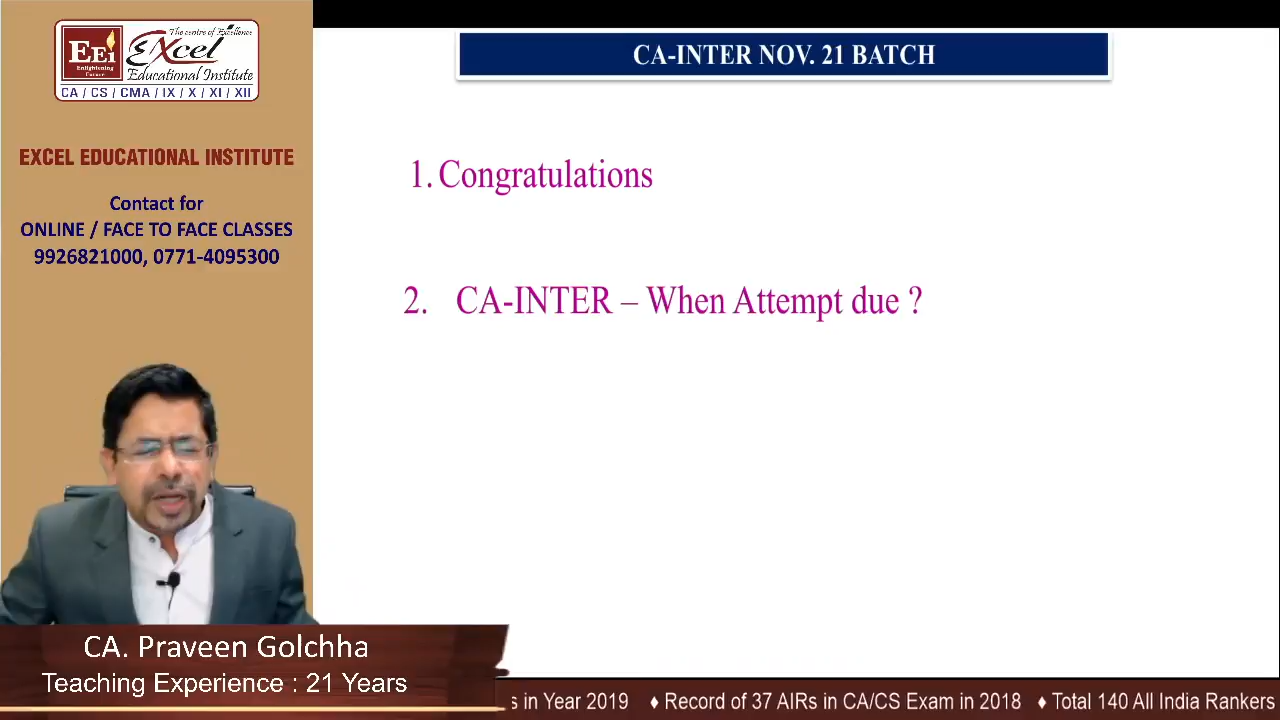 The centre of Excellence
EEi
Enlightening
Career
Excel
Educational Institute
CA / CS / CMA / IX / X / XI / XII
EXCEL EDUCATIONAL INSTITUTE
Contact for
ONLINE / FACE TO FACE CLASSES
9926821000, 0771-4095300
CA-INTER NOV. 21 BATCH
1. Congratulations
2. CA-INTER – When Attempt due ?
CA. Praveen Golchha
Teaching Experience : 21 Years
s in Year 2019 ♦ Record of 37 AIRs in CA/CS Exam in 2018 ♦ Total 140 All India Rankers